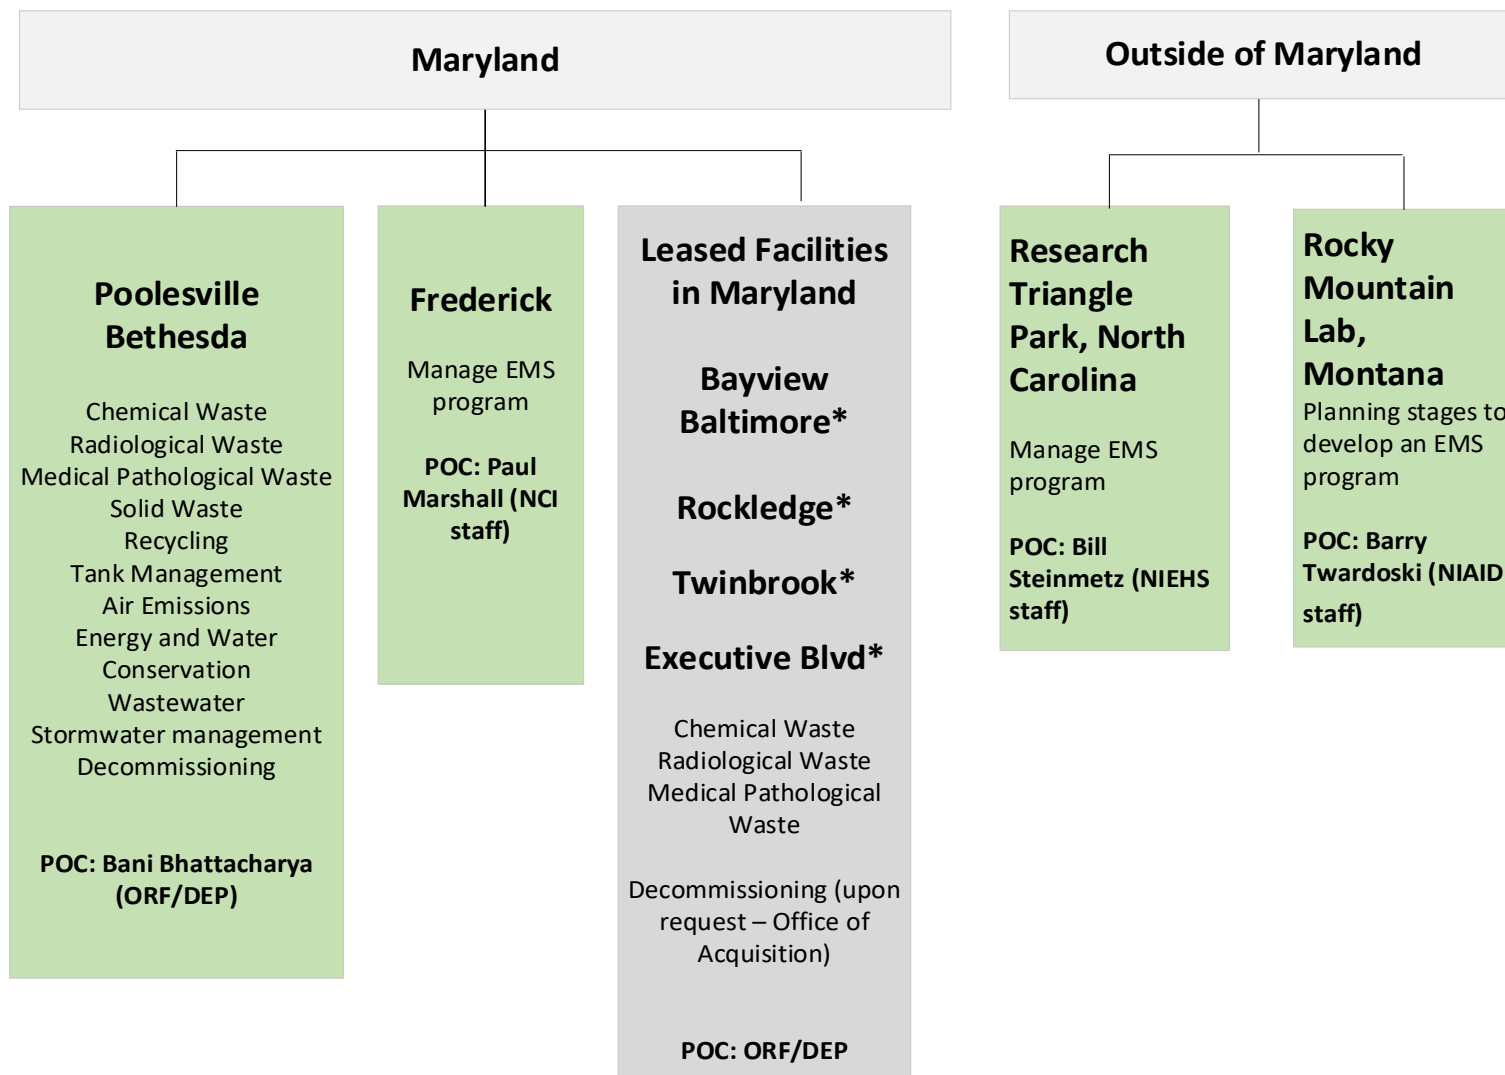 Maryland
Outside of Maryland
Poolesville
Bethesda
Chemical Waste
Radiological Waste
Medical Pathological Waste
Solid Waste
Recycling
Tank Management
Air Emissions
Energy and Water
Conservation
Wastewater
Stormwater management
Decommissioning
POC: Bani Bhattacharya
(ORF/DEP)
Frederick
Manage EMS
program
POC: Paul
Marshall (NCI
staff)
Leased Facilities
in Maryland
Bayview
Baltimore*
Rockledge*
Twinbrook*
Executive Blvd*
Chemical Waste
Radiological Waste
Medical Pathological
Waste
Decommissioning (upon
request – Office of
Acquisition)
POC: ORF/DEP
Research
Triangle
Park, North
Carolina
Manage EMS
program
POC: Bill
Steinmetz (NIEHS
staff)
Rocky
Mountain
Lab,
Montana
Planning stages to
develop an EMS
program
POC: Barry
Twardoski (NIAID
staff)